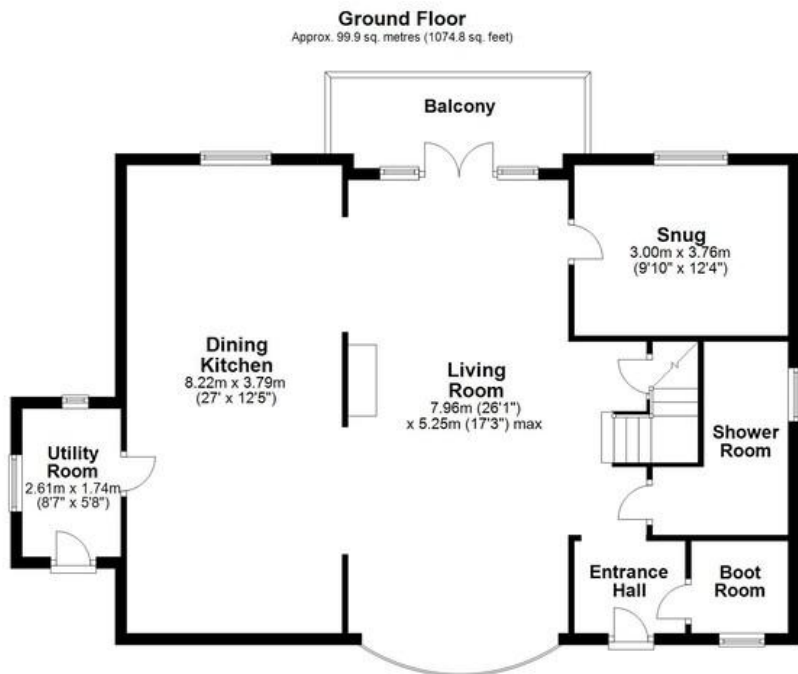 Ground Floor
Approx. 99.9 sq. metres (1074.8 sq. feet)
Balcony
Snug
3.00m x 3.76m
(9'10" x 12'4")
Dining
Kitchen
8.22m x 3.79m
(27' x 12'5")
Living
Room
7.96m (26'1")
x 5.25m (17'3") max
Utility
Room
2.61m x 1.74m
(8'7" x 5'8")
Shower
Room
Entrance
Hall
Boot
Room